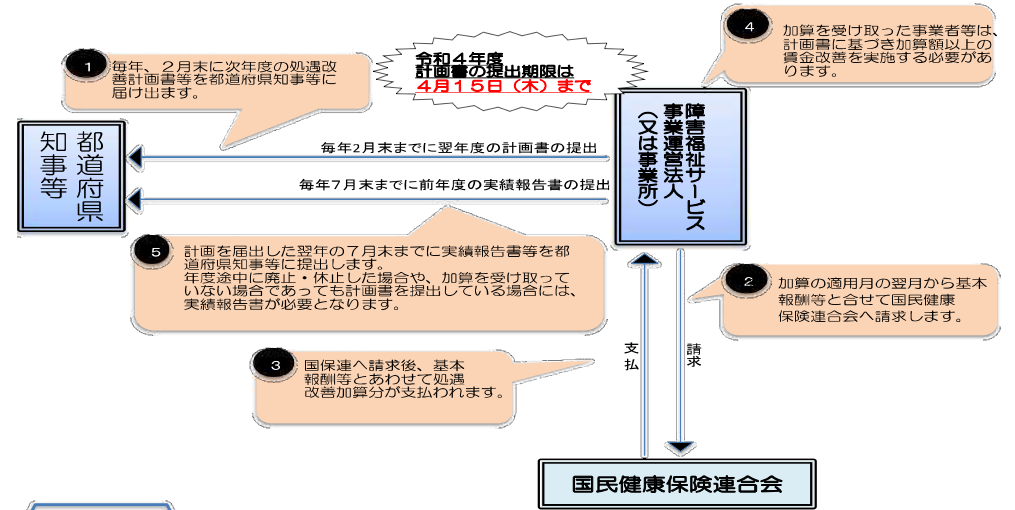 1
毎年、２月末に次年度の処遇改
善計画書等を都道府県知事等に
届け出ます。
令和４年度
計画書の提出期限は
４月１５日（木）まで
4
加算を受け取った事業者等は、
計画書に基づき加算額以上の
賃金改善を実施する必要があ
ります。
都道府県
知事等
毎年2月末までに翌年度の計画書の提出
毎年7月末までに前年度の実績報告書の提出
障害福祉サービス
事業運営法人
（又は事業所）
5
計画を届出した翌年の７月末までに実績報告書等を都
道府県知事等に提出します。
年度途中に廃止・休止した場合や、加算を受け取って
いない場合であっても計画書を提出している場合には、
実績報告書が必要となります。
2
加算の適用月の翌月から基本
報酬等と合せて国民健康
保険連合会へ請求します。
支払
請求
3
国保連へ請求後、基本
報酬等とあわせて処遇
改善加算分が支払われます。
国民健康保険連合会